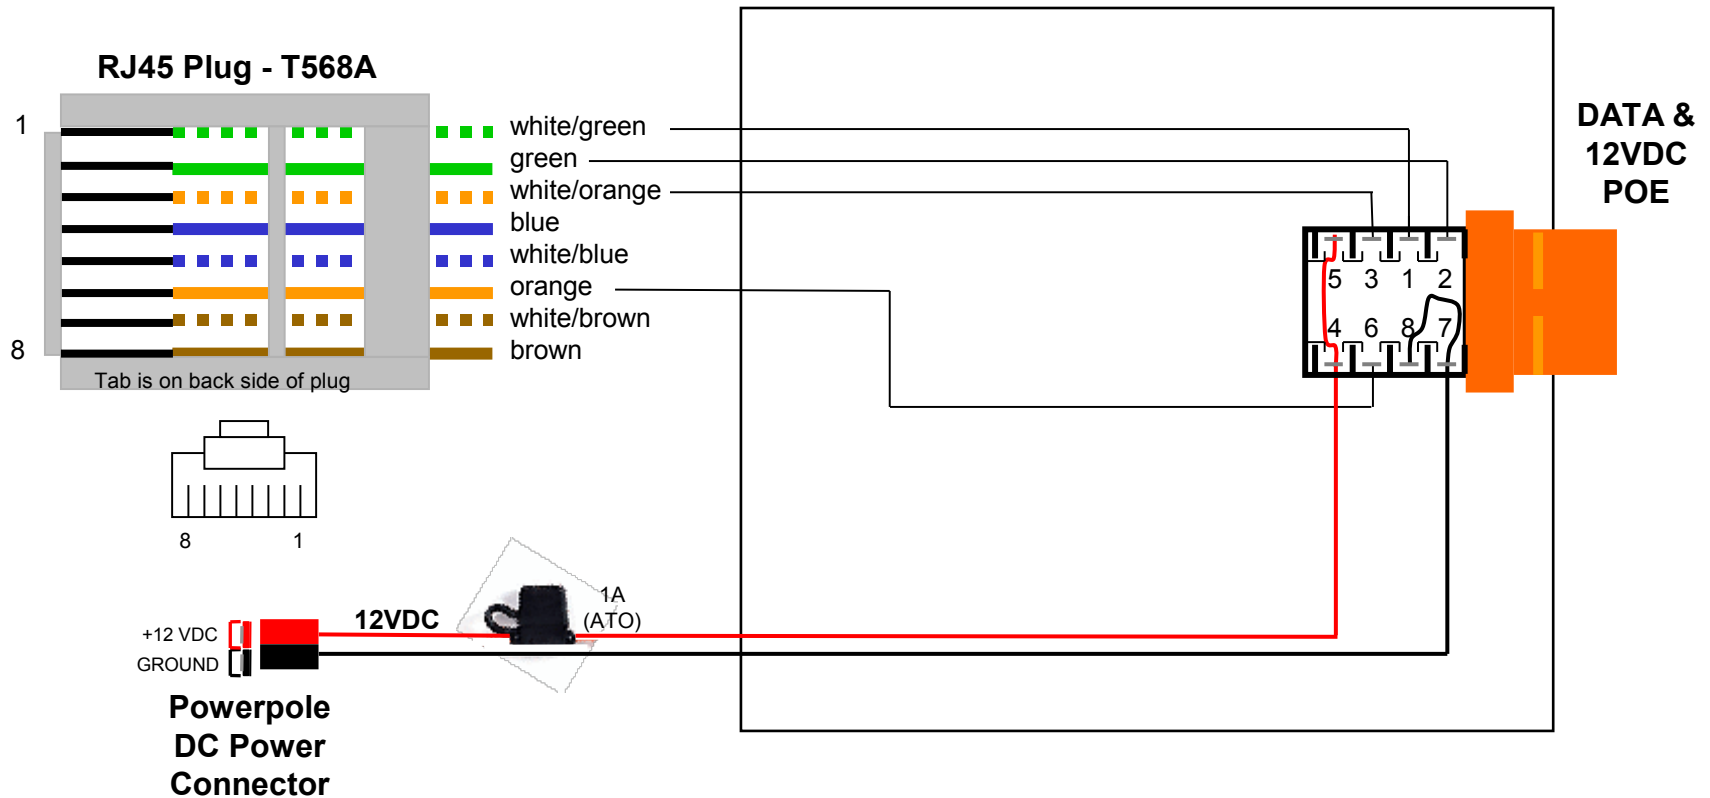 RJ45 Plug - T568A
1
8
white/green
green
white/orange
blue
white/blue
orange
white/brown
brown
Tab is on back side of plug
8 1
DATA &
12VDC
POE
5 3 1 2
4 6 8 7
12VDC
1A
(ATO)
+12 VDC
GROUND
Powerpole
DC Power
Connector